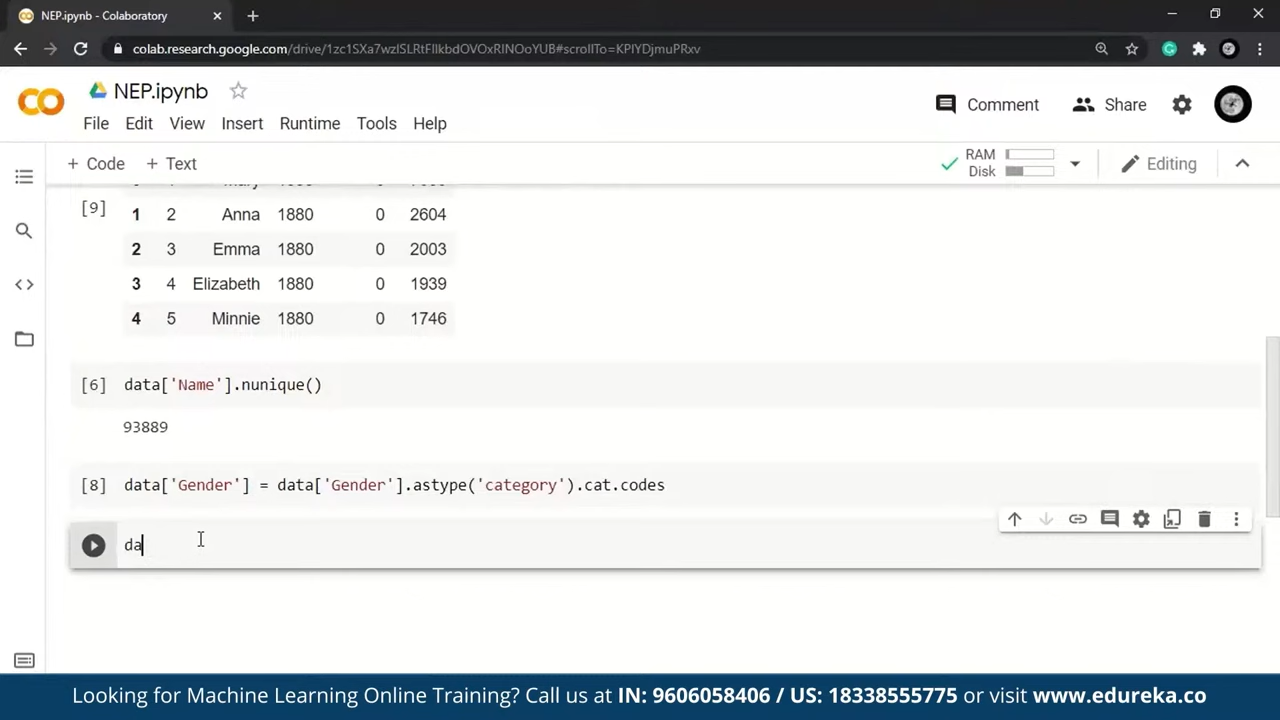 NEP.ipynb - Colaboratory
colab.research.google.com/drive/1zc1SXa7wzlSLRtFIlkbdOVOxRINOoYUB#scrollTo=KPIYDjmuPRxv
NEP.ipynb
Comment
Share
File Edit View Insert Runtime Tools Help
+ Code + Text
RAM
Disk
Editing
[9]
1 2 Anna 1880 0 2604
2 3 Emma 1880 0 2003
3 4 Elizabeth 1880 0 1939
4 5 Minnie 1880 0 1746
[6] data['Name'].nunique()
93889
[8] data['Gender'] = data['Gender'].astype('category').cat.codes
da
Looking for Machine Learning Online Training? Call us at IN: 9606058406 / US: 18338555775 or visit www.edureka.co